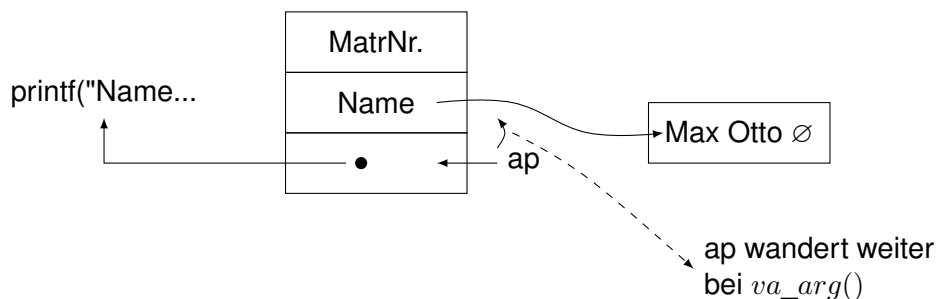 MatrNr.
printf("Name...
Name
Max Otto ∅
ap
ap wandert weiter
bei va_arg()